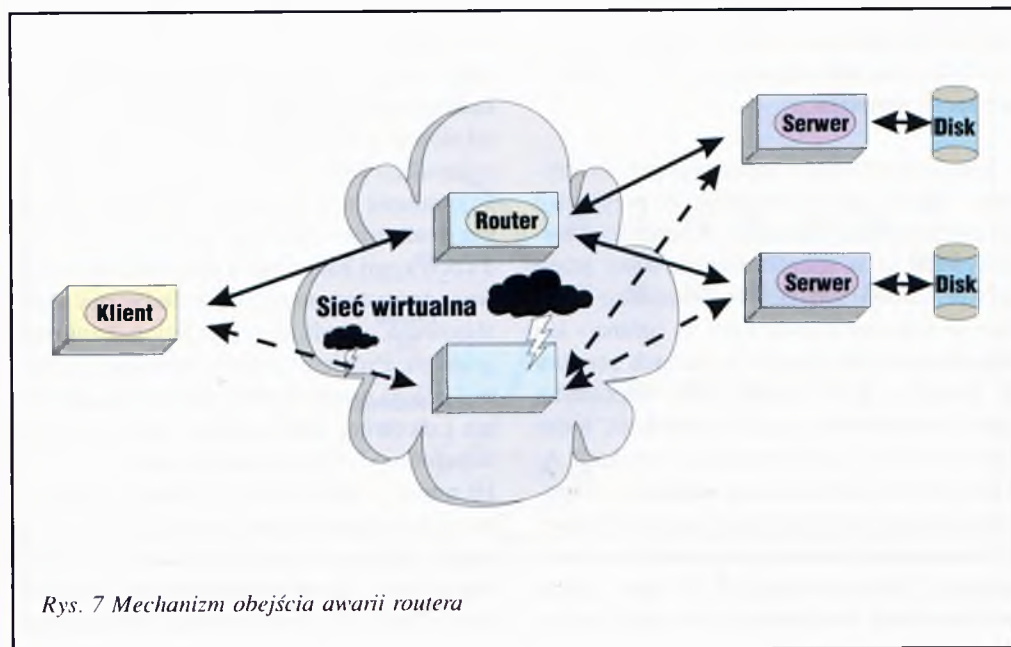 Serwer
Disk
Router
Serwer
Disk
Sieć wirtualna
Klient
Rys. 7 Mechanizm obejścia awarii routera